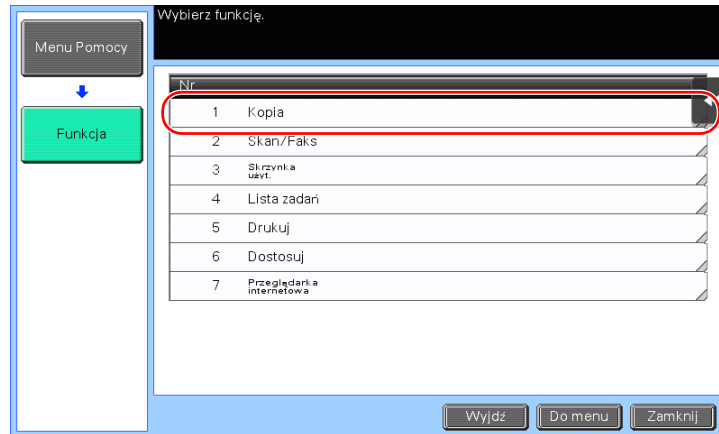 Wybierz funkcję.
Menu Pomocy
Funkcja
Nr
1 Kopia
2 Skan/Faks
3 Skrzynka
użyt.
4 Lista zadań
5 Drukuj
6 Dostosuj
7 Przeglądarka
internetowa
Wyjdź Do menu Zamknij